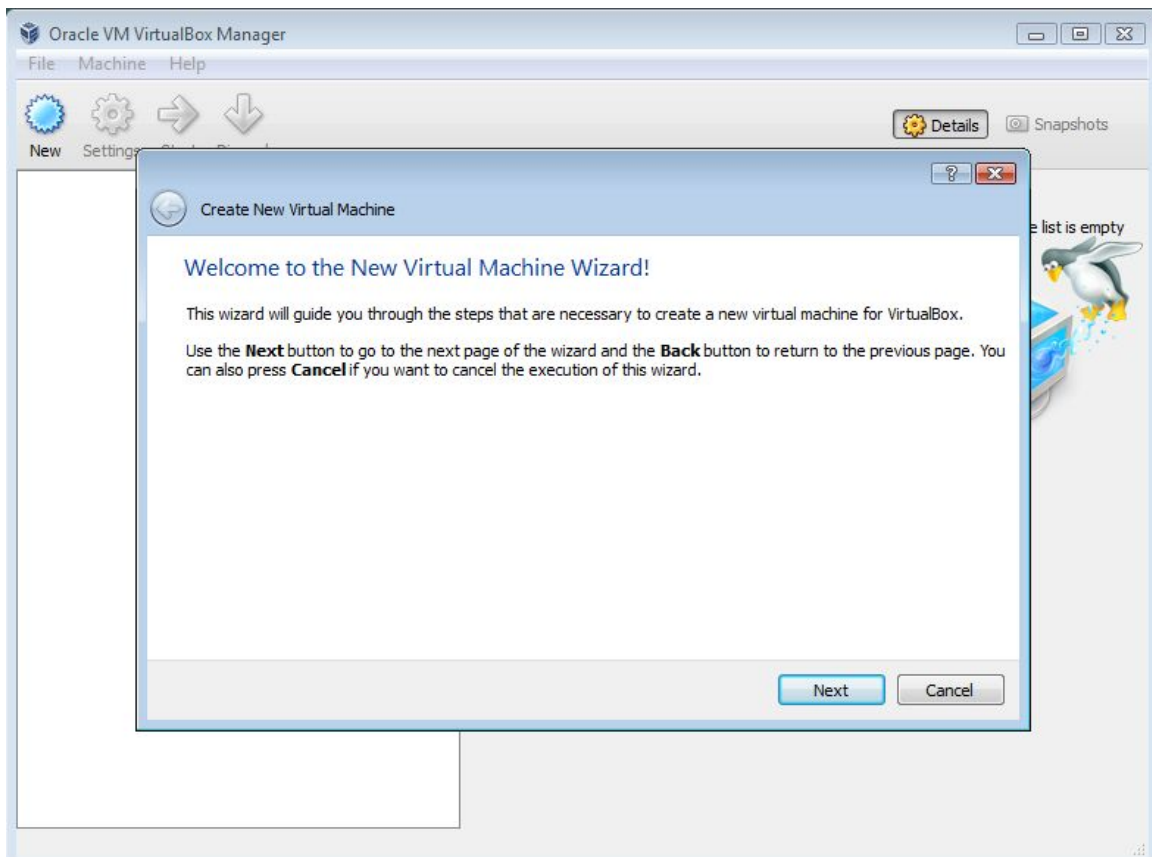 Oracle VM VirtualBox Manager
File Machine Help
New Settings
Details Snapshots
Create New Virtual Machine
list is empty
Welcome to the New Virtual Machine Wizard!
This wizard will guide you through the steps that are necessary to create a new virtual machine for VirtualBox.
Use the Next button to go to the next page of the wizard and the Back button to return to the previous page. You
can also press Cancel if you want to cancel the execution of this wizard.
Next Cancel